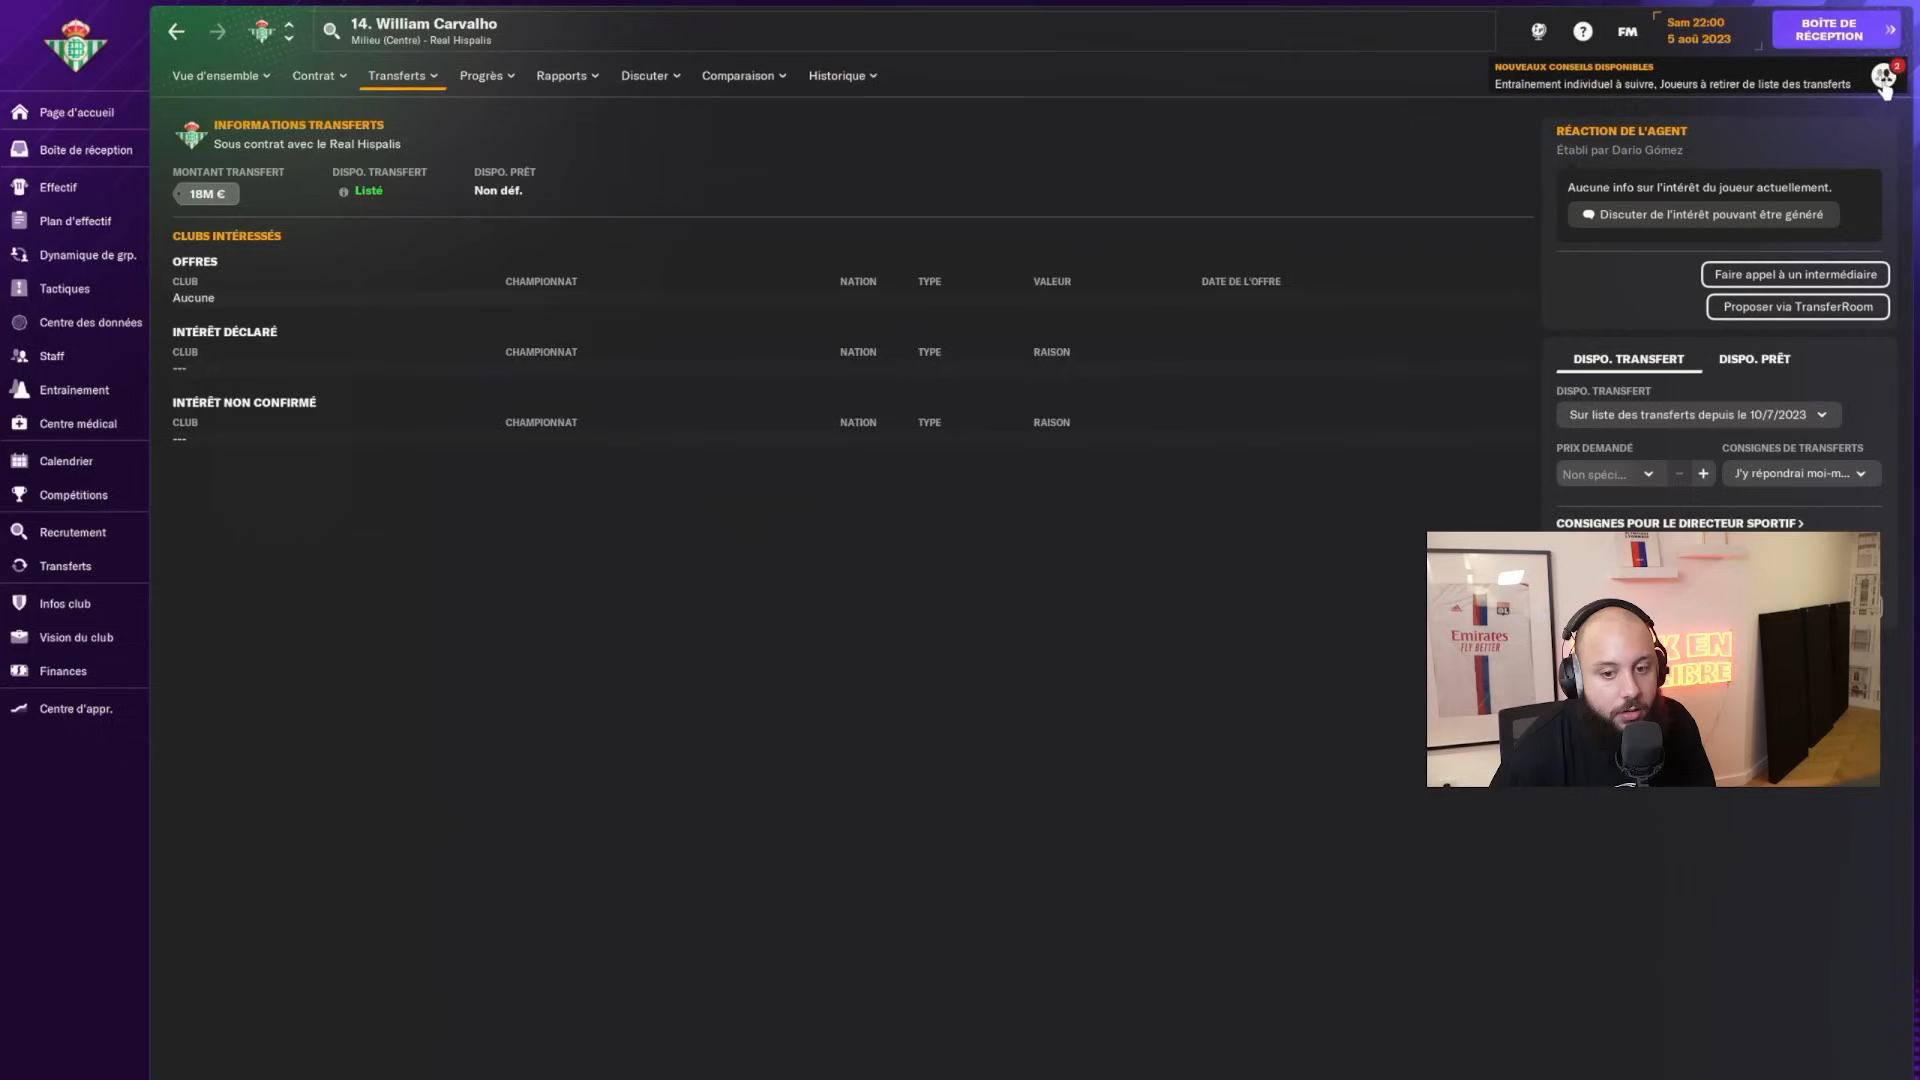 14. William Carvalho
Milieu (Centre) - Real Hispalis
FM
Sam 22:00
5 aoû 2023
BOÎTE DE
RÉCEPTION
Vue d'ensemble
Contrat
Transferts
Progrès
Rapports
Discuter
Comparaison
Historique
NOUVEAUX CONSEILS DISPONIBLES
Entraînement individuel à suivre, Joueurs à retirer de liste des transferts
2
Page d'accueil
Boîte de réception
Effectif
Plan d'effectif
Dynamique de grp.
Tactiques
Centre des données
Staff
Entraînement
Centre médical
Calendrier
Compétitions
Recrutement
Transferts
Infos club
Vision du club
Finances
Centre d'appr.
INFORMATIONS TRANSFERTS
Sous contrat avec le Real Hispalis
MONTANT TRANSFERT
DISPO. TRANSFERT
DISPO. PRÊT
18M €
Listé
Non déf.
CLUBS INTÉRESSÉS
OFFRES
CLUB
CHAMPIONNAT
NATION
TYPE
VALEUR
DATE DE L'OFFRE
Aucune
INTÉRÊT DÉCLARÉ
CLUB
CHAMPIONNAT
NATION
TYPE
RAISON
---
INTÉRÊT NON CONFIRMÉ
CLUB
CHAMPIONNAT
NATION
TYPE
RAISON
---
RÉACTION DE L'AGENT
Établi par Darío Gómez
Aucune info sur l'intérêt du joueur actuellement.
Discuter de l'intérêt pouvant être généré
Faire appel à un intermédiaire
Proposer via TransferRoom
DISPO. TRANSFERT
DISPO. PRÊT
DISPO. TRANSFERT
Sur liste des transferts depuis le 10/7/2023
PRIX DEMANDÉ
CONSIGNES DE TRANSFERTS
Non spéci...
J'y répondrai moi-m...
CONSIGNES POUR LE DIRECTEUR SPORTIF
Emirates
FLY BETTER
OL
K EN
LIBRE